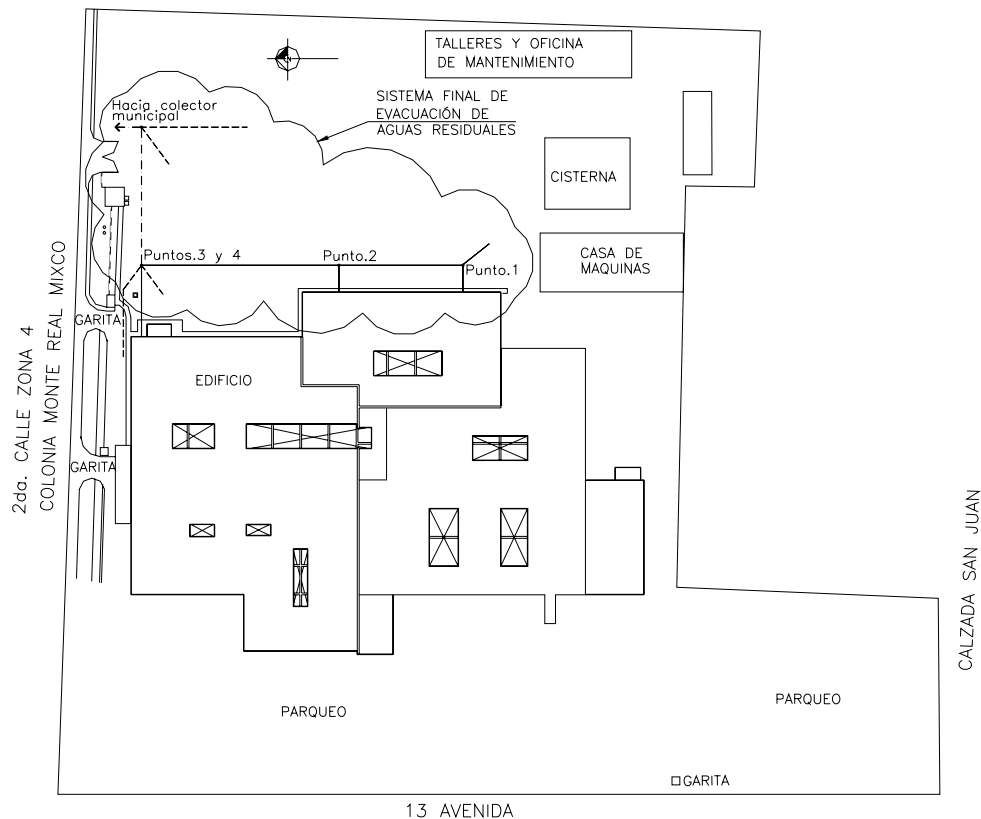 TALLERES Y OFICINA
DE MANTENIMIENTO
SISTEMA FINAL DE
EVACUACIÓN DE
AGUAS RESIDUALES
Hacia colector
municipal
CISTERNA
CASA DE
MAQUINAS
Puntos.3 y 4
Punto.2
Punto.1
GARITA
EDIFICIO
2da. CALLE ZONA 4
COLONIA MONTE REAL MIXCO
GARITA
CALZADA SAN JUAN
PARQUEO
PARQUEO
GARITA
13 AVENIDA